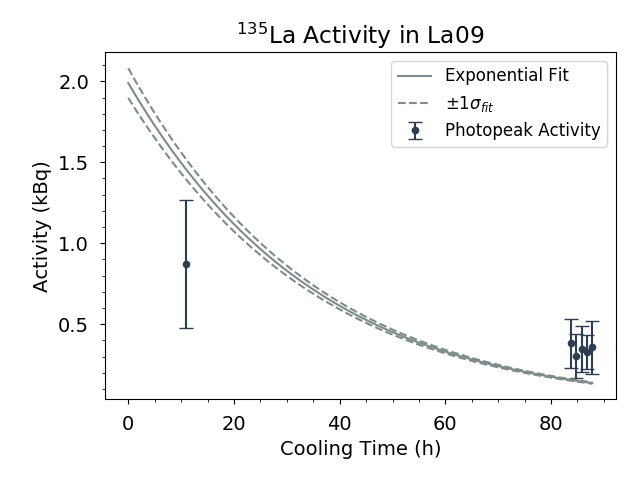 ¹³⁵La Activity in La09
Exponential Fit
±1σ_fit
Photopeak Activity
2.0
1.5
1.0
0.5
Activity (kBq)
0 20 40 60 80
Cooling Time (h)